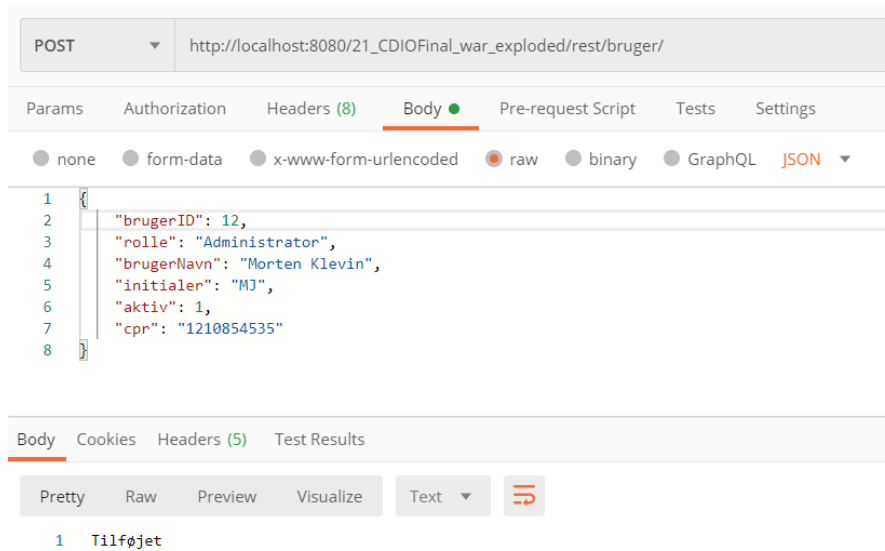 POST http://localhost:8080/21_CDIOFinal_war_exploded/rest/bruger/
Params Authorization Headers (8) Body Pre-request Script Tests Settings
none form-data x-www-form-urlencoded raw binary GraphQL JSON
1 {
2 "brugerID": 12,
3 "rolle": "Administrator",
4 "brugerNavn": "Morten Klevin",
5 "initialer": "MJ",
6 "aktiv": 1,
7 "cpr": "1210854535"
8 }
Body Cookies Headers (5) Test Results
Pretty Raw Preview Visualize Text
1 Tilføjet